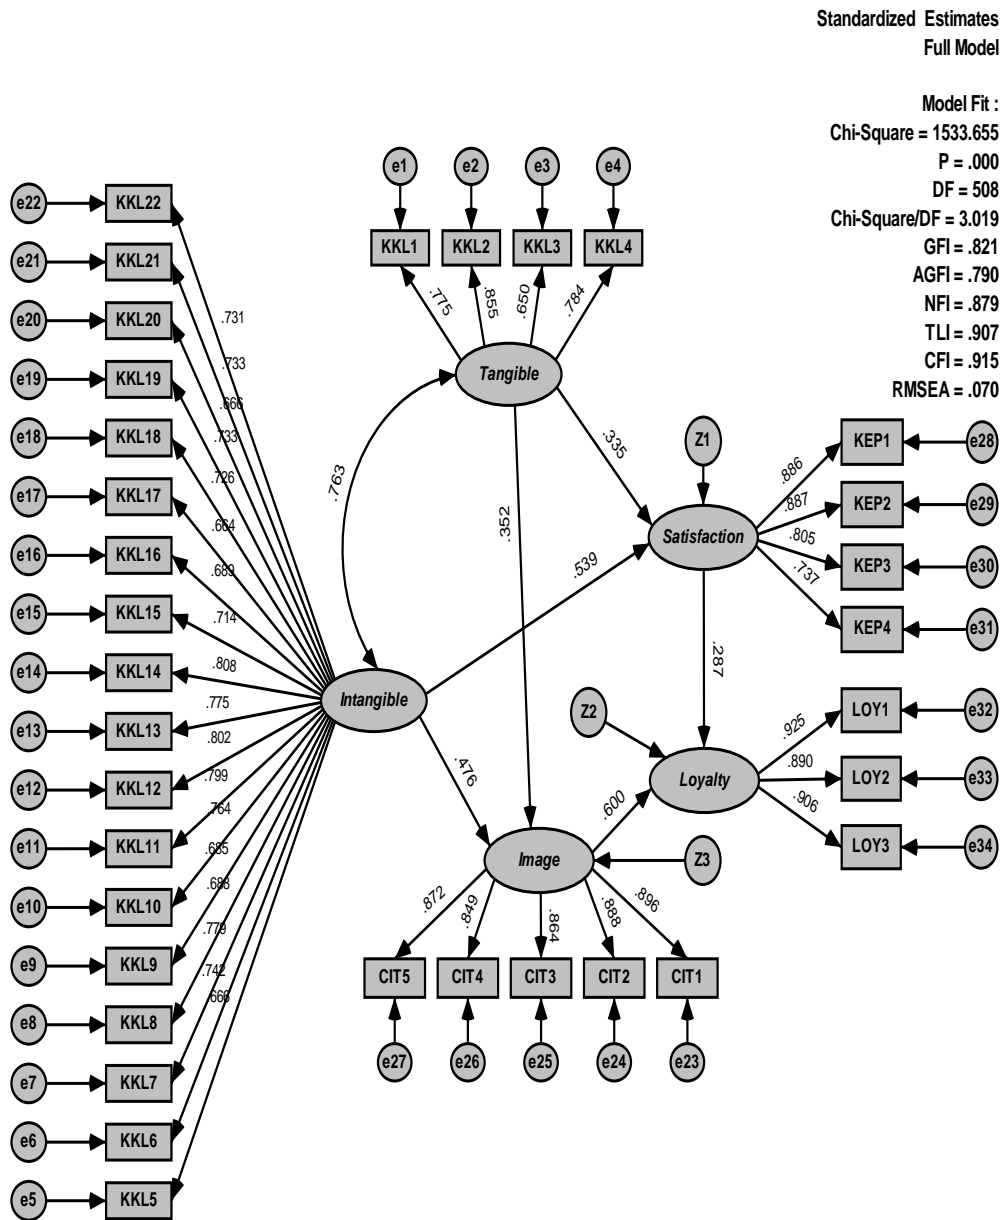 Standardized Estimates
Full Model
Model Fit :
Chi-Square = 1533.655
P = .000
DF = 508
Chi-Square/DF = 3.019
GFI = .821
AGFI = .790
NFI = .879
TLI = .907
CFI = .915
RMSEA = .070
e1 e2 e3 e4
KKL1 KKL2 KKL3 KKL4
.775 .855 .650 .784
Tangible
e22 KKL22
e21 KKL21
e20 KKL20
e19 KKL19
e18 KKL18
e17 KKL17
e16 KKL16
e15 KKL15
e14 KKL14
e13 KKL13
e12 KKL12
e11 KKL11
e10 KKL10
e9 KKL9
e8 KKL8
e7 KKL7
e6 KKL6
e5 KKL5
.731
.733
.666
.733
.726
.664
.689
.714
.808
.775
.802
.799
.764
.685
.688
.779
.742
.666
Intangible
.763
.335
.352
.539
.476
Z1
Satisfaction
.886 KEP1 e28
.887 KEP2 e29
.805 KEP3 e30
.737 KEP4 e31
.287
Z2
Loyalty
.925 LOY1 e32
.890 LOY2 e33
.906 LOY3 e34
.600
Image
Z3
.872 .849 .864 .888 .896
CIT5 CIT4 CIT3 CIT2 CIT1
e27 e26 e25 e24 e23